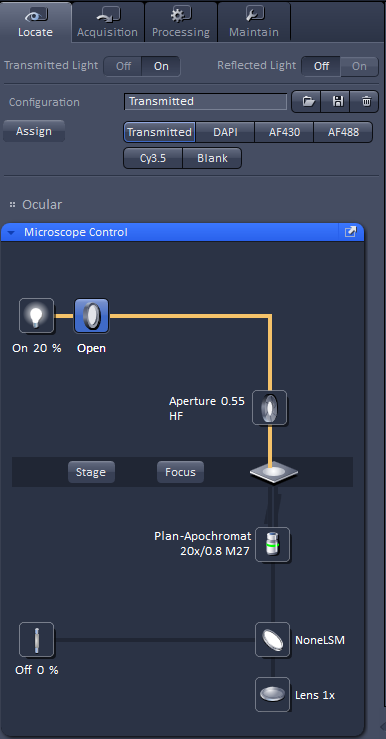 Locate Acquisition Processing Maintain
Transmitted Light Off On Reflected Light Off On
Configuration Transmitted
Assign Transmitted DAPI AF430 AF488
Cy3.5 Blank
Ocular
Microscope Control
On 20 % Open
Aperture 0.55
HF
Stage Focus
Plan-Apochromat
20x/0.8 M27
NoneLSM
Off 0 %
Lens 1x